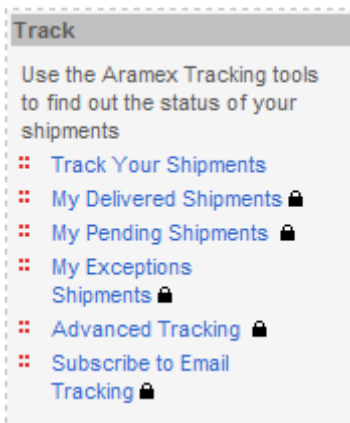 Track
Use the Aramex Tracking tools
to find out the status of your
shipments
Track Your Shipments
My Delivered Shipments
My Pending Shipments
My Exceptions
Shipments
Advanced Tracking
Subscribe to Email
Tracking